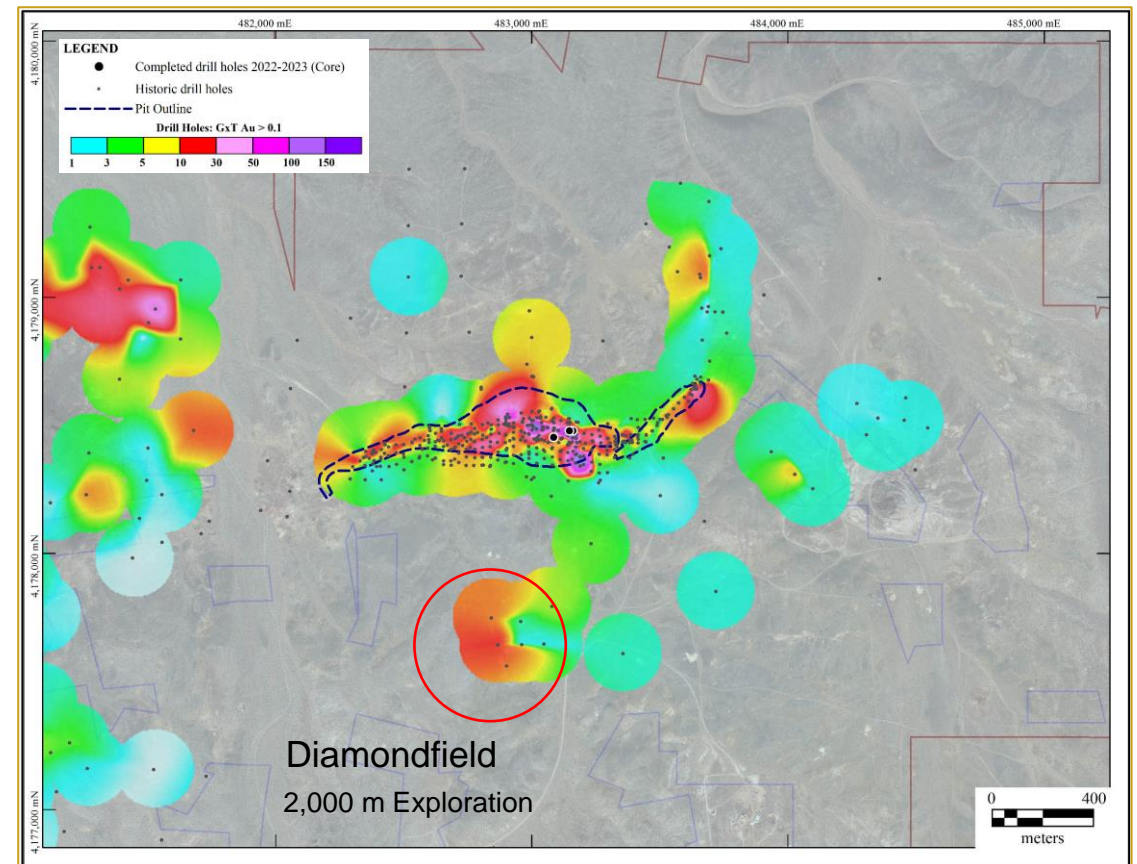 482,000 mE 483,000 mE 484,000 mE 485,000 mE
4,180,000 mN
LEGEND
Completed drill holes 2022-2023 (Core)
Historic drill holes
Pit Outline
Drill Holes: GxT Au > 0.1
1 3 5 10 30 50 100 150
4,179,000 mN
4,178,000 mN
Diamondfield
2,000 m Exploration
4,177,000 mN
0 400
meters